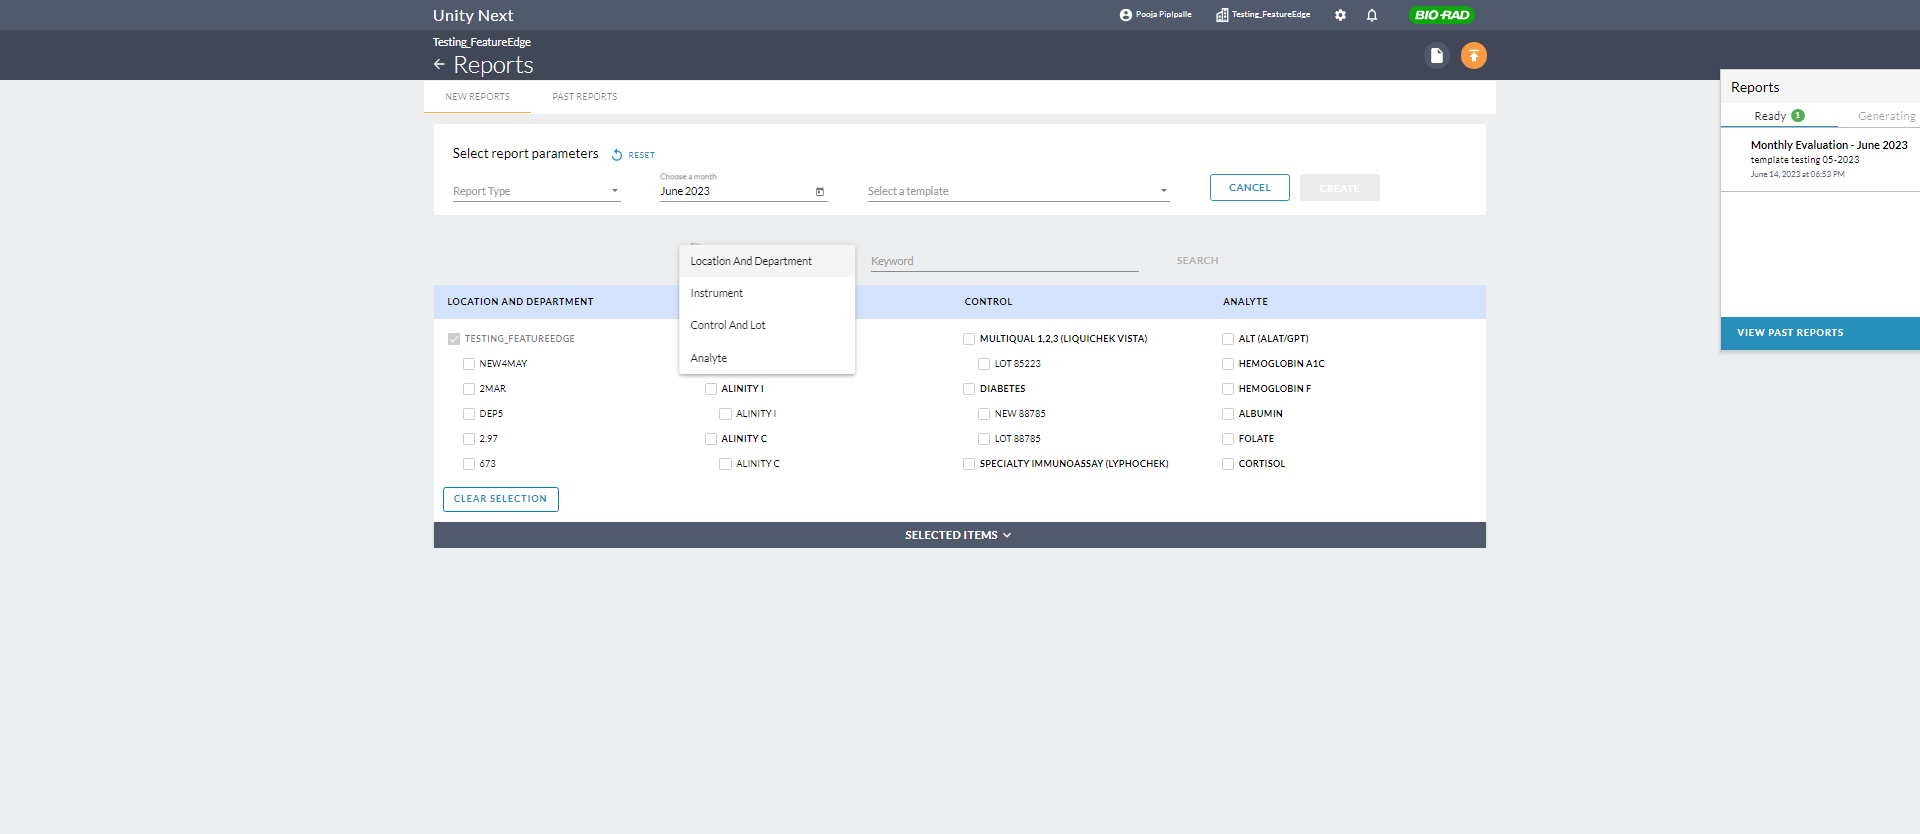 Unity Next
Pooja Piplpalle
Testing_FeatureEdge
BIO-RAD
Testing_FeatureEdge
Reports
NEW REPORTS
PAST REPORTS
Select report parameters
RESET
Report Type
Choose a month
June 2023
Select a template
CANCEL
CREATE
Location And Department
Instrument
Control And Lot
Analyte
Keyword
SEARCH
LOCATION AND DEPARTMENT
CONTROL
ANALYTE
TESTING_FEATUREEDGE
NEW4MAY
2MAR
DEP5
2.97
673
ALINITY I
ALINITY I
ALINITY C
ALINITY C
MULTIQUAL 1,2,3 (LIQUICHEK VISTA)
LOT 85223
DIABETES
NEW 88785
LOT 88785
SPECIALTY IMMUNOASSAY (LYPHOCHEK)
ALT (ALAT/GPT)
HEMOGLOBIN A1C
HEMOGLOBIN F
ALBUMIN
FOLATE
CORTISOL
CLEAR SELECTION
SELECTED ITEMS
Reports
Ready 1
Generating
Monthly Evaluation - June 2023
template testing 05-2023
June 14, 2023 at 06:53 PM
VIEW PAST REPORTS